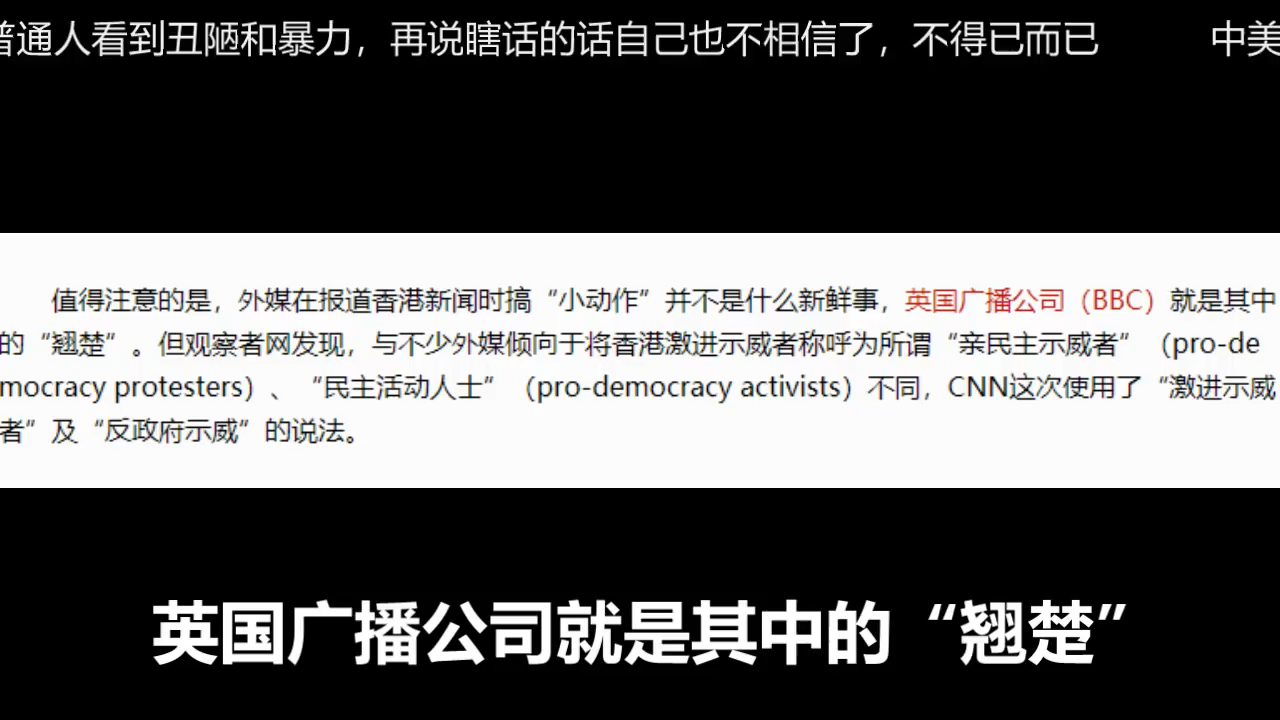 普通人看到丑陋和暴力，再说瞎话的话自己也不相信了，不得已而已 中美
值得注意的是，外媒在报道香港新闻时搞“小动作”并不是什么新鲜事，英国广播公司（BBC）就是其中
的“翘楚”。但观察者网发现，与不少外媒倾向于将香港激进示威者称呼为所谓“亲民主示威者”（pro-de
mocracy protesters）、“民主活动人士”（pro-democracy activists）不同，CNN这次使用了“激进示威
者”及“反政府示威”的说法。
英国广播公司就是其中的“翘楚”